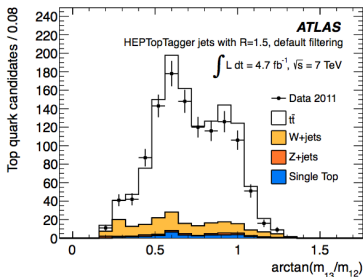 Top quark candidates / 0.08
240
220
200
180
160
140
120
100
80
60
40
20
0
ATLAS
HEPTopTagger jets with R=1.5, default filtering
∫ L dt = 4.7 fb⁻¹, √s = 7 TeV
Data 2011
tt̄
W+jets
Z+jets
Single Top
0 0.5 1 1.5
arctan(m₁₃/m₁₂)